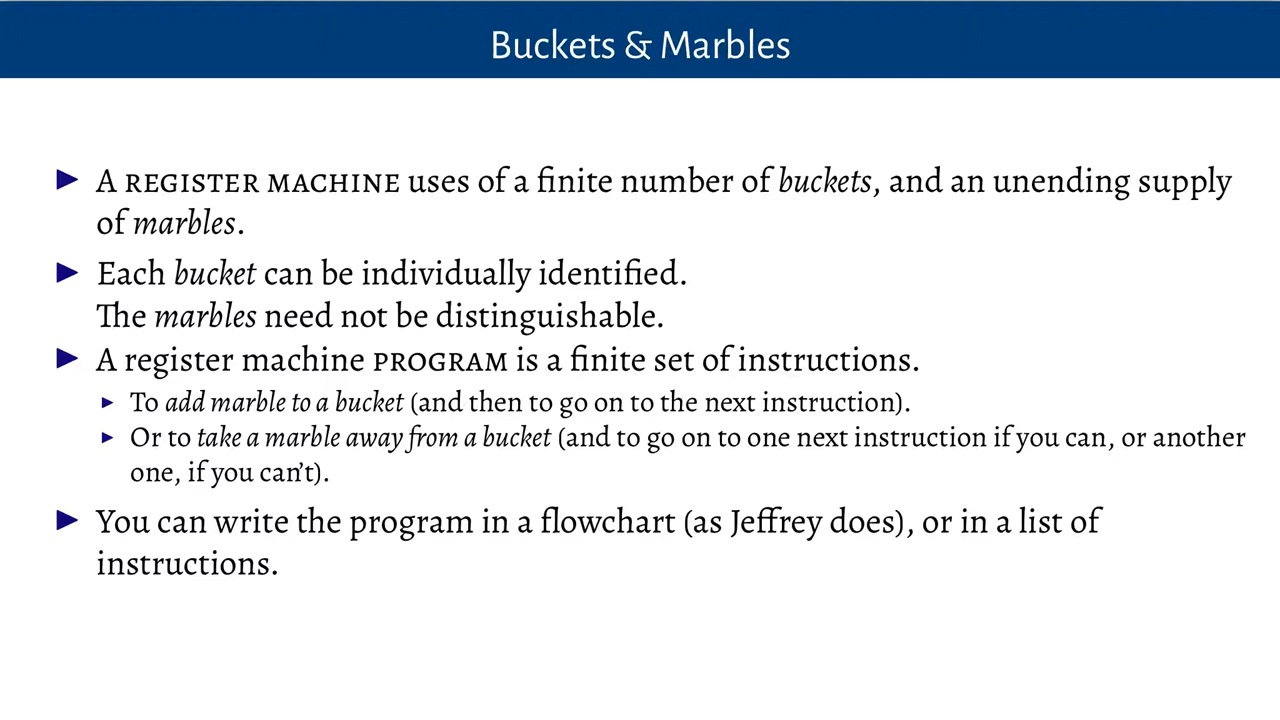 Buckets & Marbles
▶ A REGISTER MACHINE uses of a finite number of buckets, and an unending supply
of marbles.
▶ Each bucket can be individually identified.
The marbles need not be distinguishable.
▶ A register machine PROGRAM is a finite set of instructions.
▶ To add marble to a bucket (and then to go on to the next instruction).
▶ Or to take a marble away from a bucket (and to go on to one next instruction if you can, or another
one, if you can’t).
▶ You can write the program in a flowchart (as Jeffrey does), or in a list of
instructions.